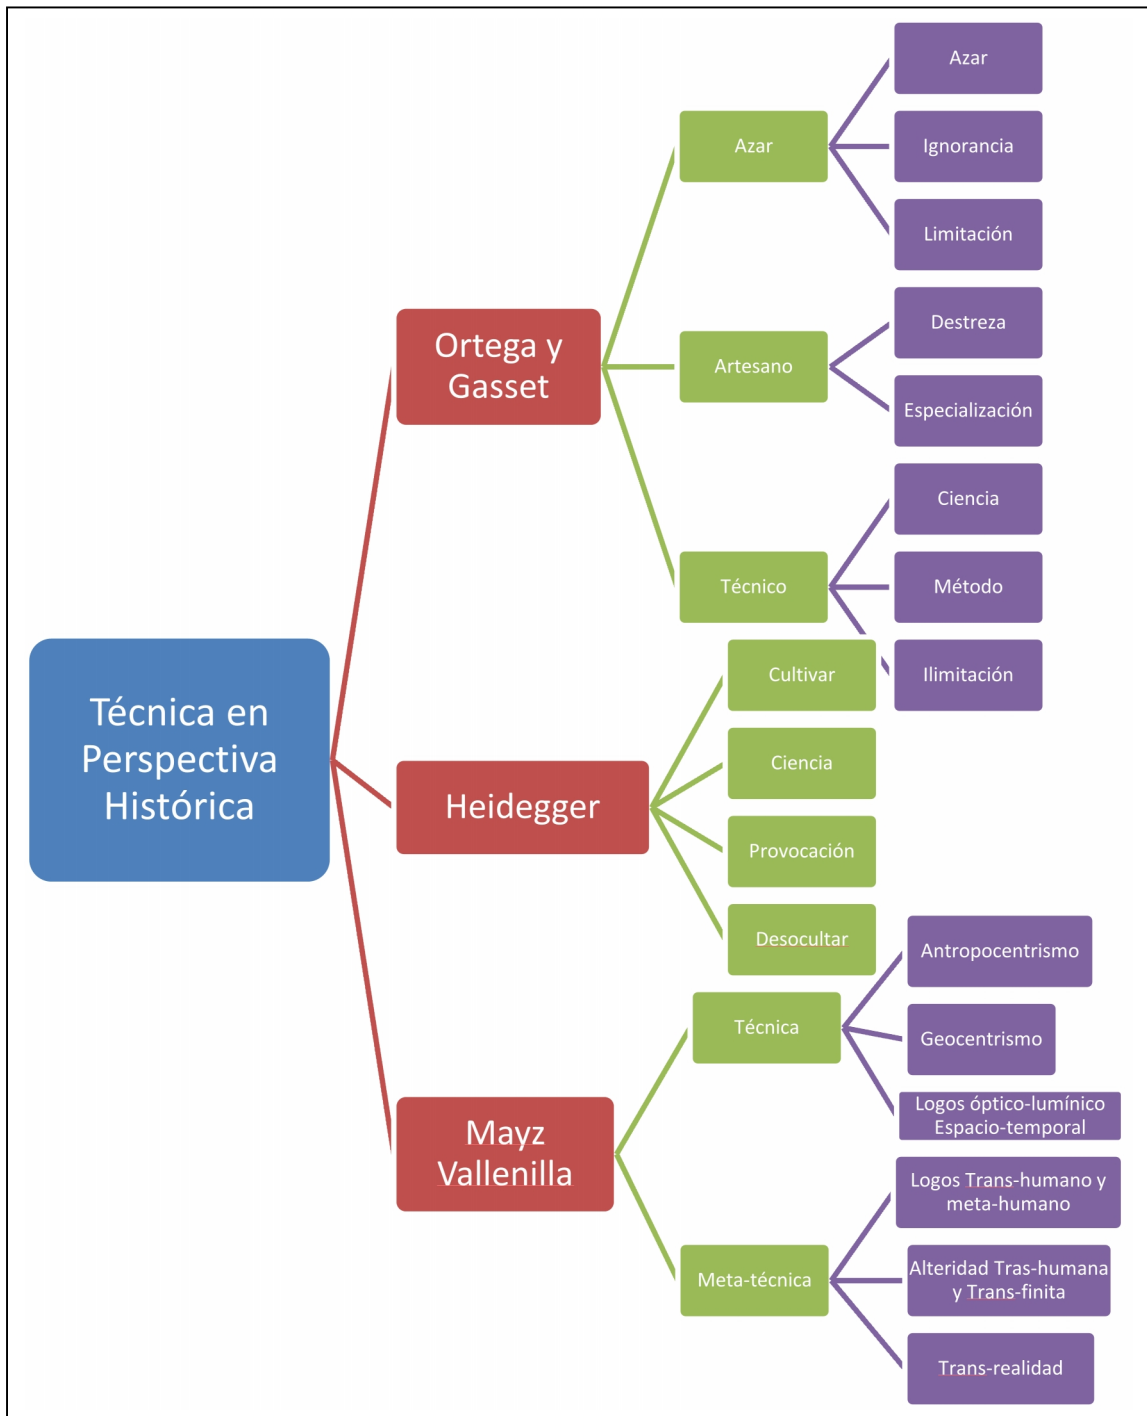 Técnica en
Perspectiva
Histórica
Ortega y
Gasset
Azar
Azar
Ignorancia
Limitación
Artesano
Destreza
Especialización
Técnico
Ciencia
Método
Ilimitación
Heidegger
Cultivar
Ciencia
Provocación
Desocultar
Mayz
Vallenilla
Técnica
Antropocentrismo
Geocentrismo
Logos óptico-lumínico
Espacio-temporal
Meta-técnica
Logos Trans-humano y
meta-humano
Alteridad Tras-humana
y Trans-finita
Trans-realidad